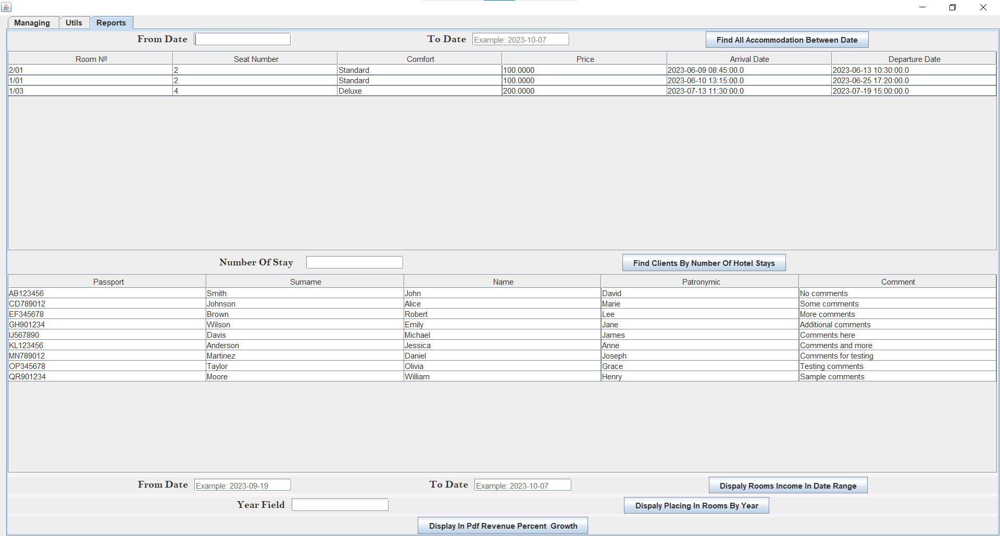 Managing Utils Reports
From Date To Date Example: 2023-10-07 Find All Accommodation Between Date
Room Nº Seat Number Comfort Price Arrival Date Departure Date
2/01 2 Standard 100.0000 2023-06-09 08:45:00.0 2023-06-13 10:30:00.0
1/01 2 Standard 100.0000 2023-06-10 13:15:00.0 2023-06-25 17:20:00.0
1/03 4 Deluxe 200.0000 2023-07-13 11:30:00.0 2023-07-19 15:00:00.0
Number Of Stay Find Clients By Number Of Hotel Stays
Passport Surname Name Patronymic Comment
AB123456 Smith John David No comments
CD789012 Johnson Alice Marie Some comments
EF345678 Brown Robert Lee More comments
GH901234 Wilson Emily Jane Additional comments
IJ567890 Davis Michael James Comments here
KL123456 Anderson Jessica Anne Comments and more
MN789012 Martinez Daniel Joseph Comments for testing
OP345678 Taylor Olivia Grace Testing comments
QR901234 Moore William Henry Sample comments
From Date Example: 2023-09-19 To Date Example: 2023-10-07 Dispaly Rooms Income In Date Range
Year Field Dispaly Placing In Rooms By Year
Display In Pdf Revenue Percent Growth